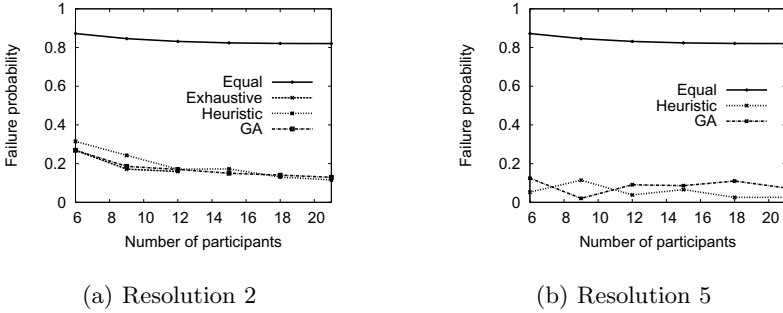 1
0.8
0.6
0.4
0.2
0
Failure probability
Equal
Exhaustive
Heuristic
GA
6 8 10 12 14 16 18 20
Number of participants
(a) Resolution 2
1
0.8
0.6
0.4
0.2
0
Failure probability
Equal
Heuristic
GA
6 8 10 12 14 16 18 20
Number of participants
(b) Resolution 5